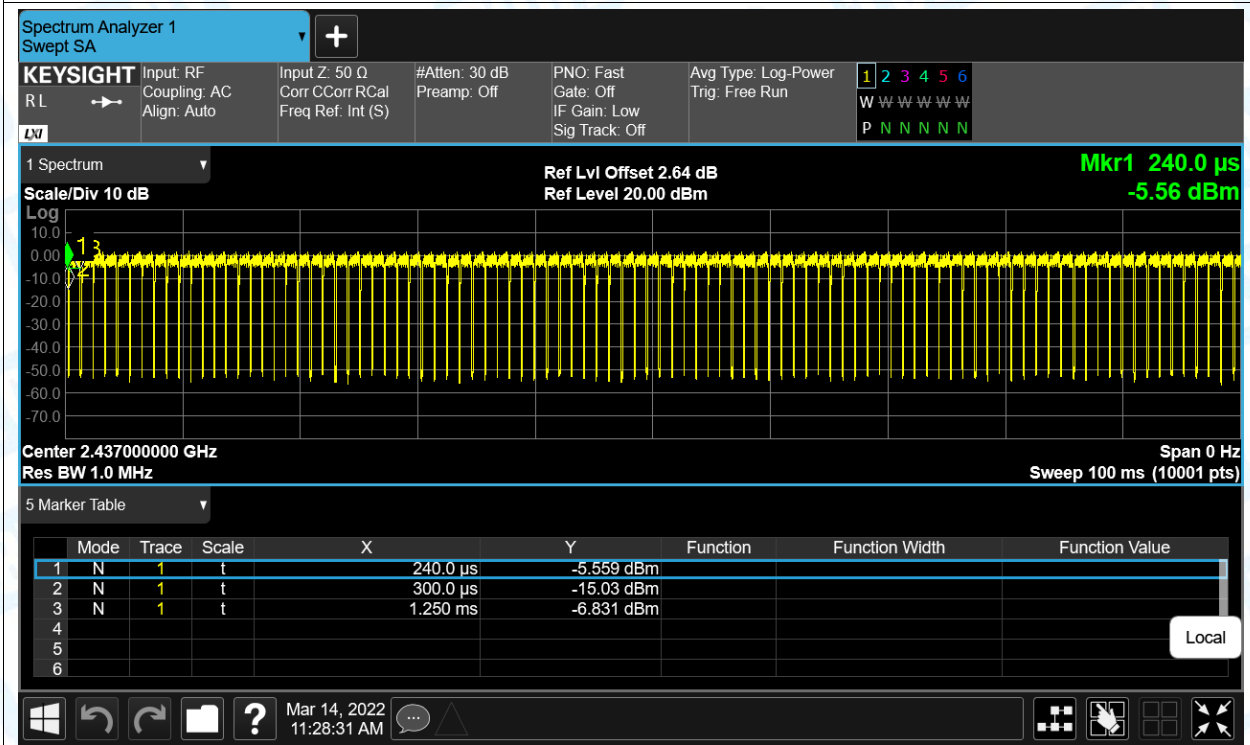 Spectrum Analyzer 1
Swept SA
KEYSIGHT
R L
LXI
Input: RF
Coupling: AC
Align: Auto
Input Z: 50 Ω
Corr CCorr RCal
Freq Ref: Int (S)
#Atten: 30 dB
Preamp: Off
PNO: Fast
Gate: Off
IF Gain: Low
Sig Track: Off
Avg Type: Log-Power
Trig: Free Run
1 2 3 4 5 6
W W W W W W
P N N N N N
1 Spectrum
Scale/Div 10 dB
Ref Lvl Offset 2.64 dB
Ref Level 20.00 dBm
Mkr1 240.0 µs
-5.56 dBm
Log
10.0
0.00
-10.0
-20.0
-30.0
-40.0
-50.0
-60.0
-70.0
1 3
2
Center 2.437000000 GHz
Res BW 1.0 MHz
Span 0 Hz
Sweep 100 ms (10001 pts)
5 Marker Table
Mode Trace Scale X Y Function Function Width Function Value
1 N 1 t 240.0 µs -5.559 dBm
2 N 1 t 300.0 µs -15.03 dBm
3 N 1 t 1.250 ms -6.831 dBm
4
5
6
Local
?
Mar 14, 2022
11:28:31 AM